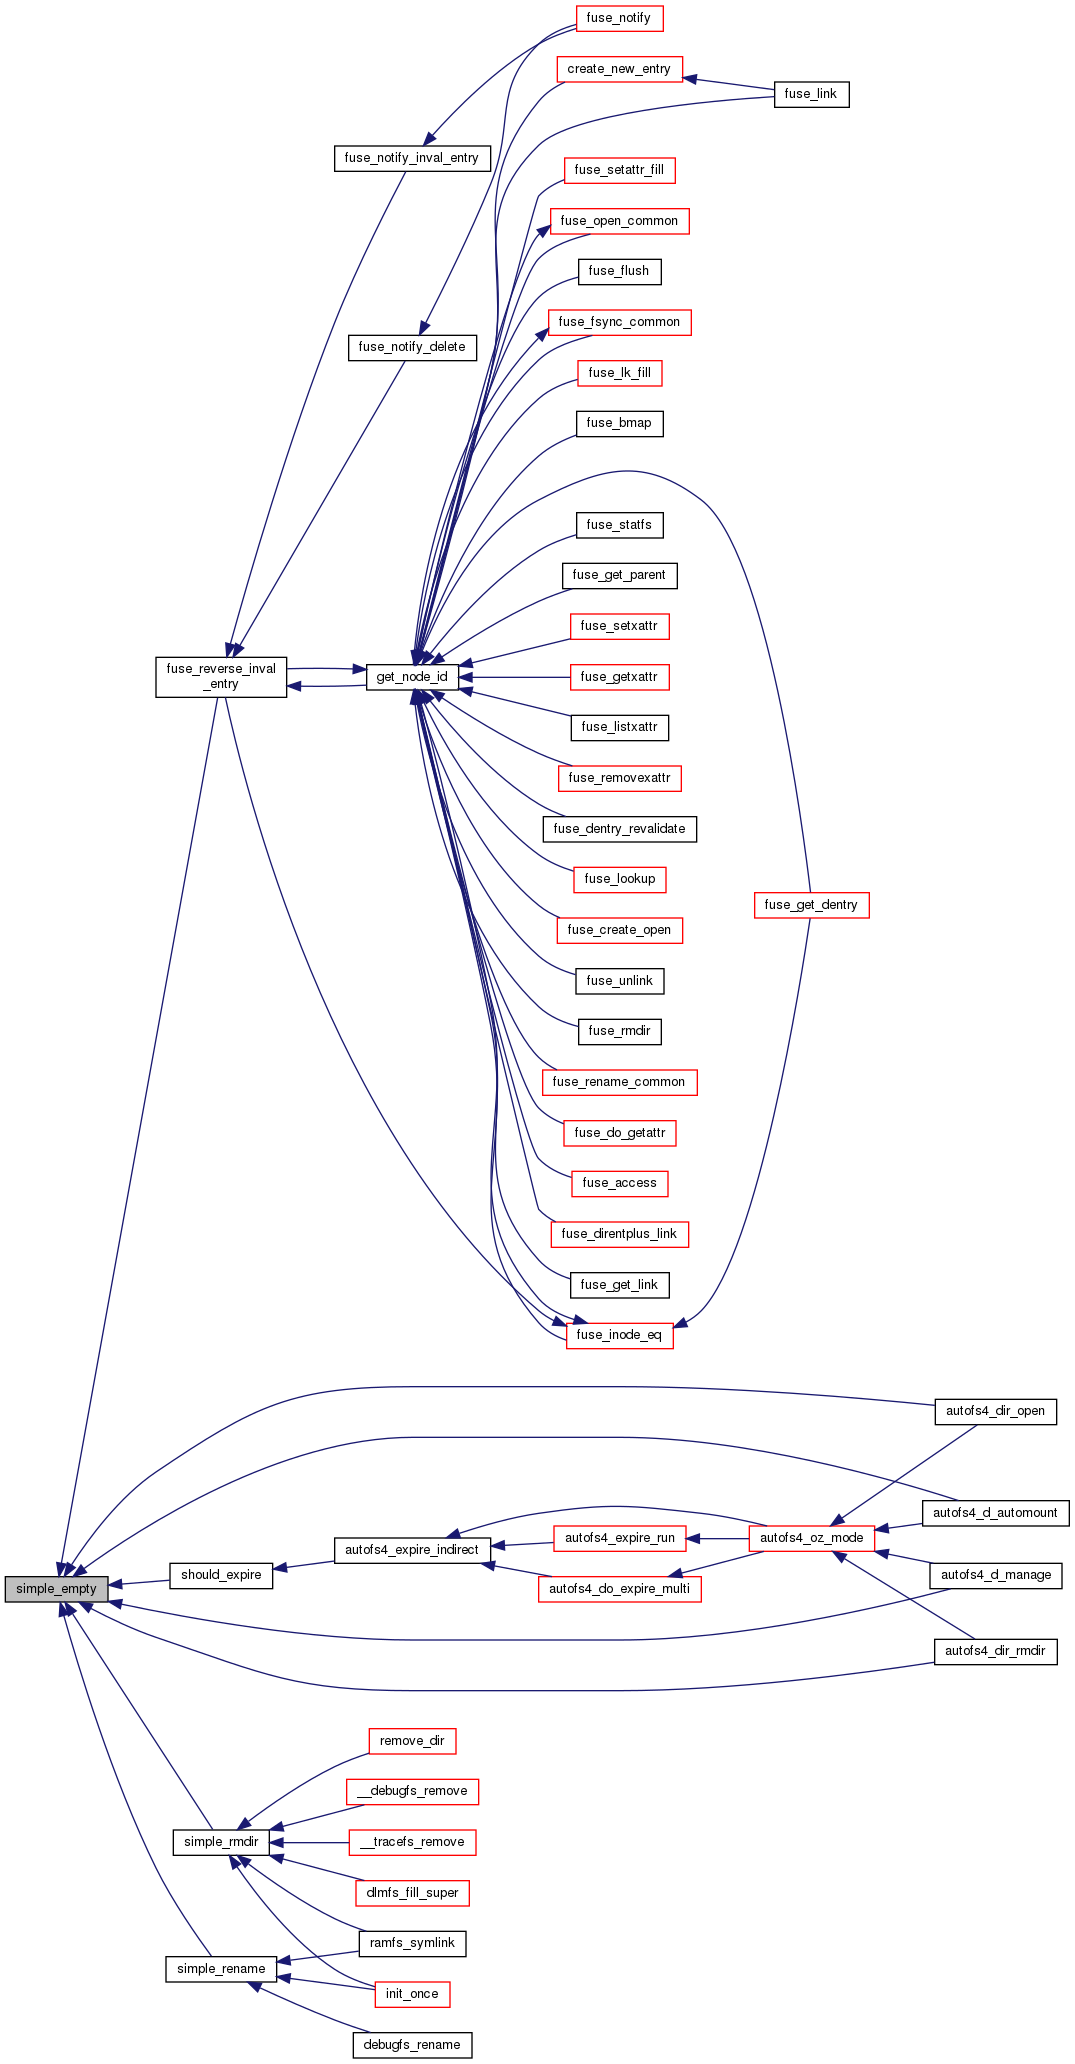 fuse_notify
create_new_entry
fuse_link
fuse_notify_inval_entry
fuse_setattr_fill
fuse_open_common
fuse_flush
fuse_fsync_common
fuse_notify_delete
fuse_lk_fill
fuse_bmap
fuse_statfs
fuse_get_parent
fuse_setxattr
fuse_reverse_inval
_entry
get_node_id
fuse_getxattr
fuse_listxattr
fuse_removexattr
fuse_dentry_revalidate
fuse_lookup
fuse_get_dentry
fuse_create_open
fuse_unlink
fuse_rmdir
fuse_rename_common
fuse_do_getattr
fuse_access
fuse_direntplus_link
fuse_get_link
fuse_inode_eq
autofs4_dir_open
autofs4_d_automount
autofs4_expire_indirect
autofs4_expire_run
autofs4_oz_mode
should_expire
simple_empty
autofs4_do_expire_multi
autofs4_d_manage
autofs4_dir_rmdir
remove_dir
__debugfs_remove
simple_rmdir
__tracefs_remove
dlmfs_fill_super
ramfs_symlink
simple_rename
init_once
debugfs_rename